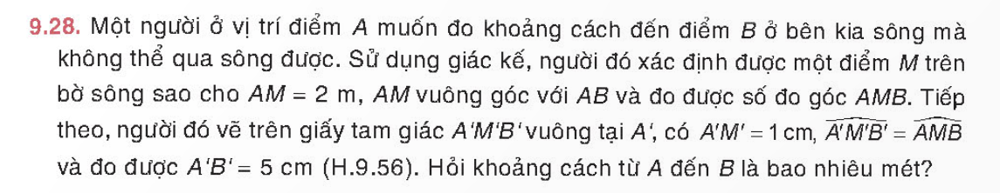 9.28. Một người ở vị trí điểm A muốn đo khoảng cách đến điểm B ở bên kia sông mà
không thể qua sông được. Sử dụng giác kế, người đó xác định được một điểm M trên
bờ sông sao cho AM = 2 m, AM vuông góc với AB và đo được số đo góc AMB. Tiếp
theo, người đó vẽ trên giấy tam giác A'M'B' vuông tại A', có A'M' = 1 cm, \widehat{A'M'B'} = \widehat{AMB}
và đo được A'B' = 5 cm (H.9.56). Hỏi khoảng cách từ A đến B là bao nhiêu mét?